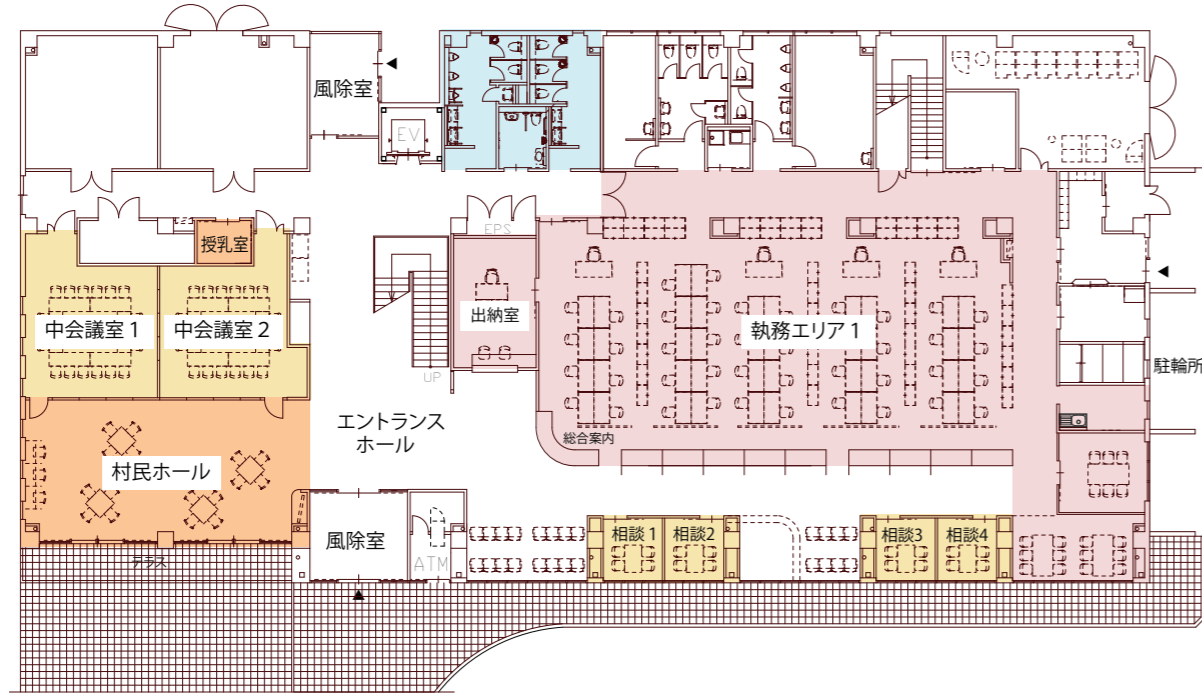 風除室
EV
EPS
授乳室
中会議室 1
中会議室 2
出納室
執務エリア 1
UP
駐輪所
エントランス
ホール
総合案内
村民ホール
風除室
ATM
相談 1
相談2
相談3
相談4
テラス